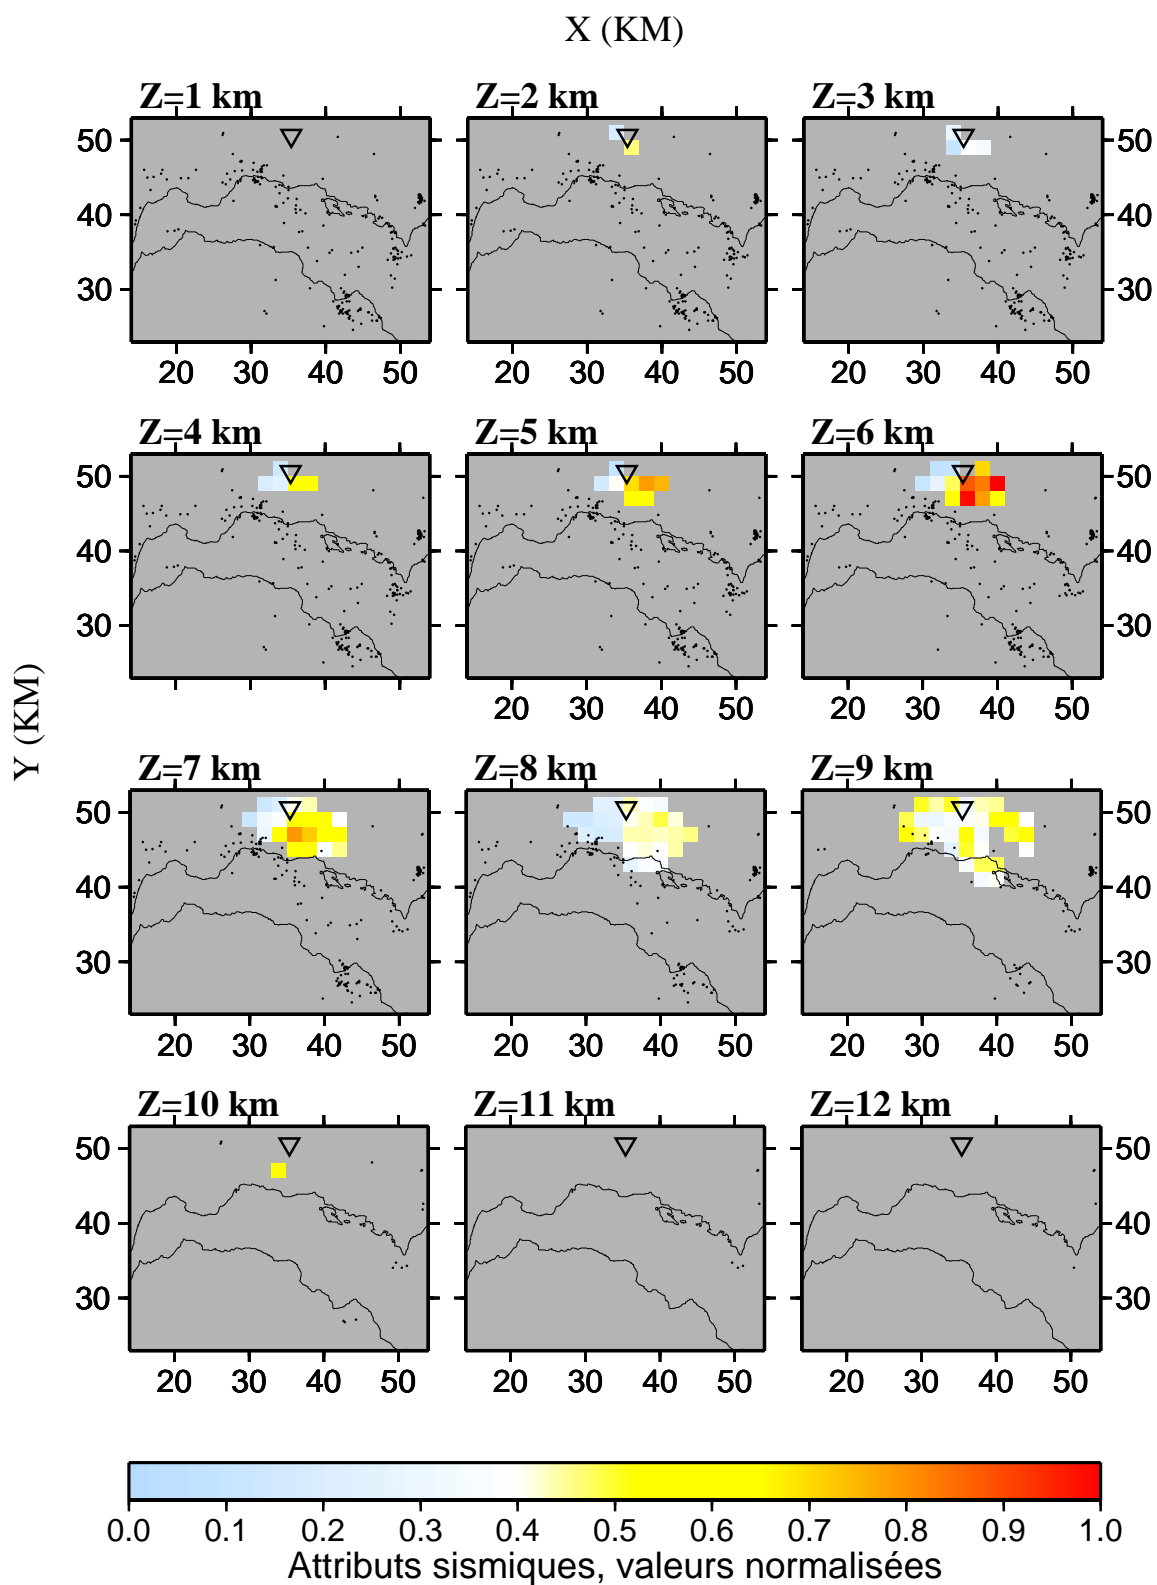 X (KM)
Z=1 km Z=2 km Z=3 km
50 50
40 40
30 30
20 30 40 50 20 30 40 50 20 30 40 50
Z=4 km Z=5 km Z=6 km
50 50
40 40
30 30
20 30 40 50 20 30 40 50
Y (KM)
Z=7 km Z=8 km Z=9 km
50 50
40 40
30 30
20 30 40 50 20 30 40 50 20 30 40 50
Z=10 km Z=11 km Z=12 km
50 50
40 40
30 30
20 30 40 50 20 30 40 50 20 30 40 50
0.0 0.1 0.2 0.3 0.4 0.5 0.6 0.7 0.8 0.9 1.0
Attributs sismiques, valeurs normalisées